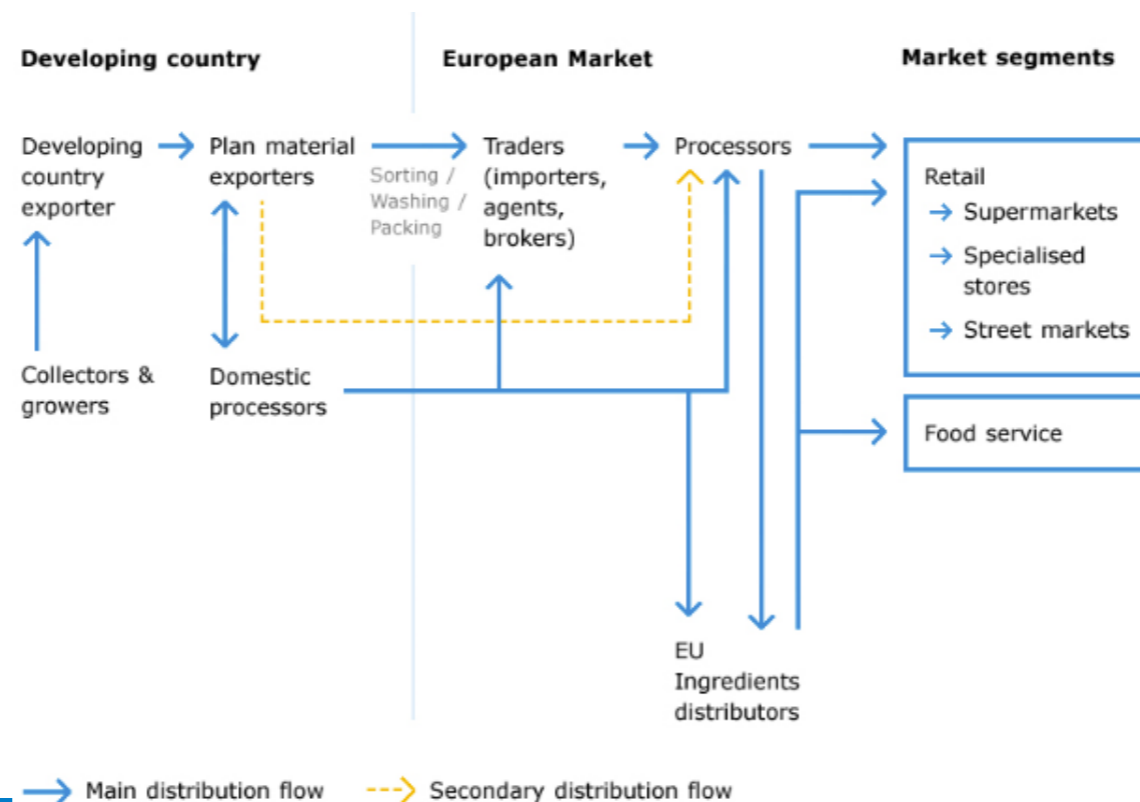 Developing country
European Market
Market segments
Developing
country
exporter
Plan material
exporters
Sorting /
Washing /
Packing
Traders
(importers,
agents,
brokers)
Processors
Retail
Supermarkets
Specialised
stores
Street markets
Collectors &
growers
Domestic
processors
Food service
EU
Ingredients
distributors
Main distribution flow
Secondary distribution flow